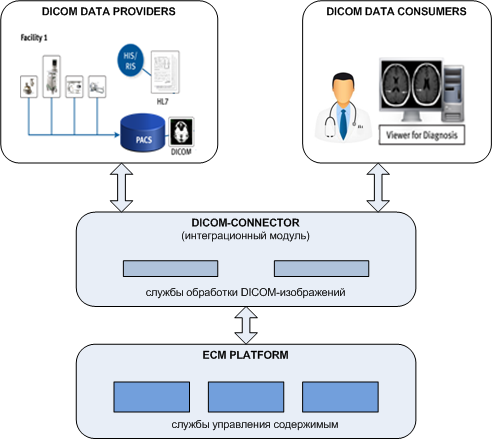 DICOM DATA PROVIDERS
Facility 1
HIS/
RIS
HL7
PACS
DICOM
DICOM DATA CONSUMERS
Viewer for Diagnosis
DICOM-CONNECTOR
(интеграционный модуль)
службы обработки DICOM-изображений
ECM PLATFORM
службы управления содержимым